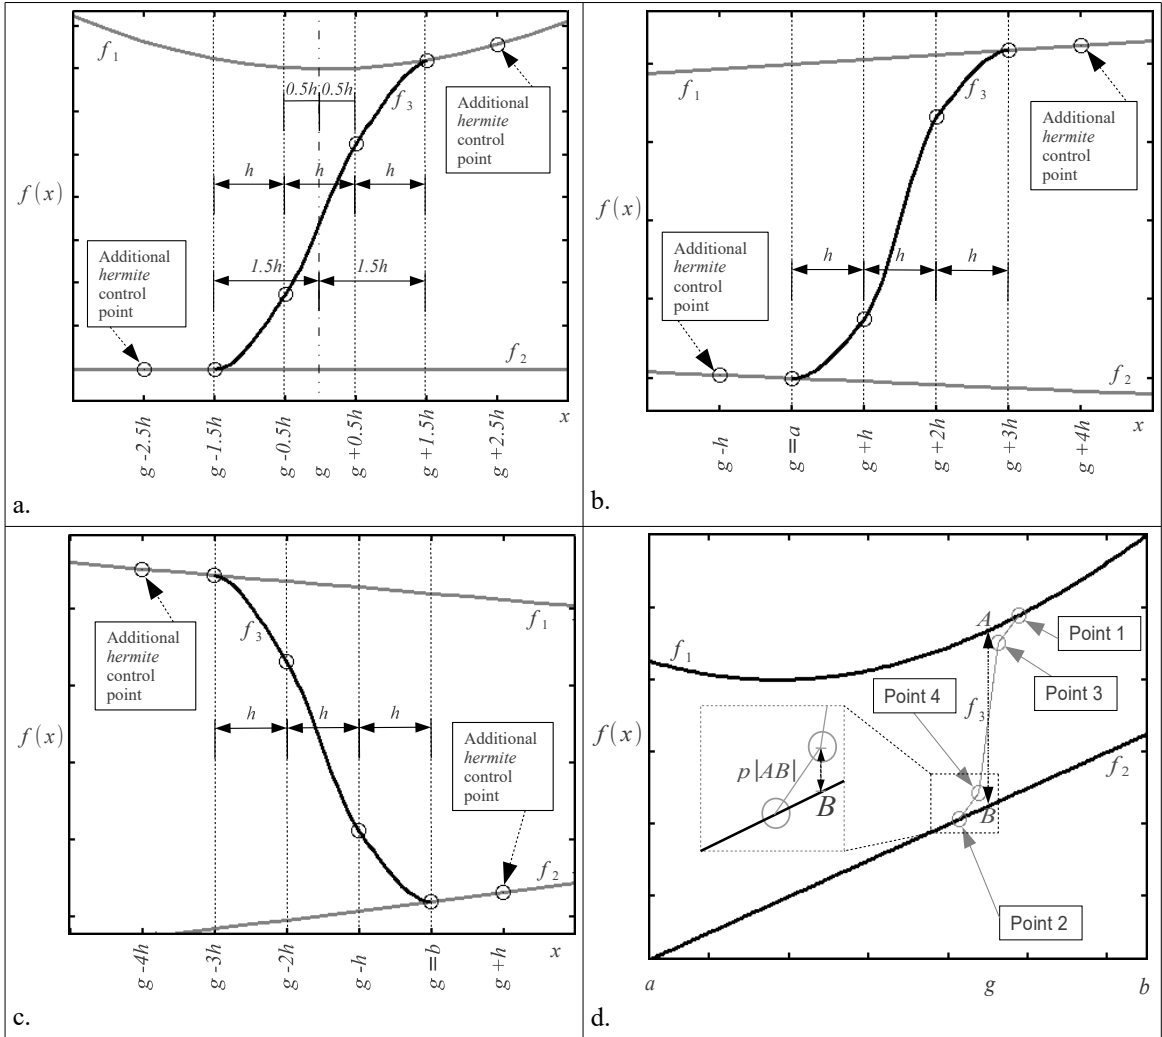 f1
0.5h 0.5h
f3
Additional
hermite
control
point
h h h
f(x)
1.5h 1.5h
Additional
hermite
control
point
f2
x
g-2.5h
g-1.5h
g-0.5h
g
g+0.5h
g+1.5h
g+2.5h
a.
f1
f3
Additional
hermite
control
point
f(x)
Additional
hermite
control
point
h h h
f2
x
g-h
g=a
g+h
g+2h
g+3h
g+4h
b.
f1
f3
Additional
hermite
control
point
h h h
f(x)
Additional
hermite
control
point
f2
x
g-4h
g-3h
g-2h
g-h
g=b
g+h
c.
f1
A
Point 1
Point 3
Point 4
f3
f(x)
p|AB|
B
B
f2
Point 2
a g b
d.